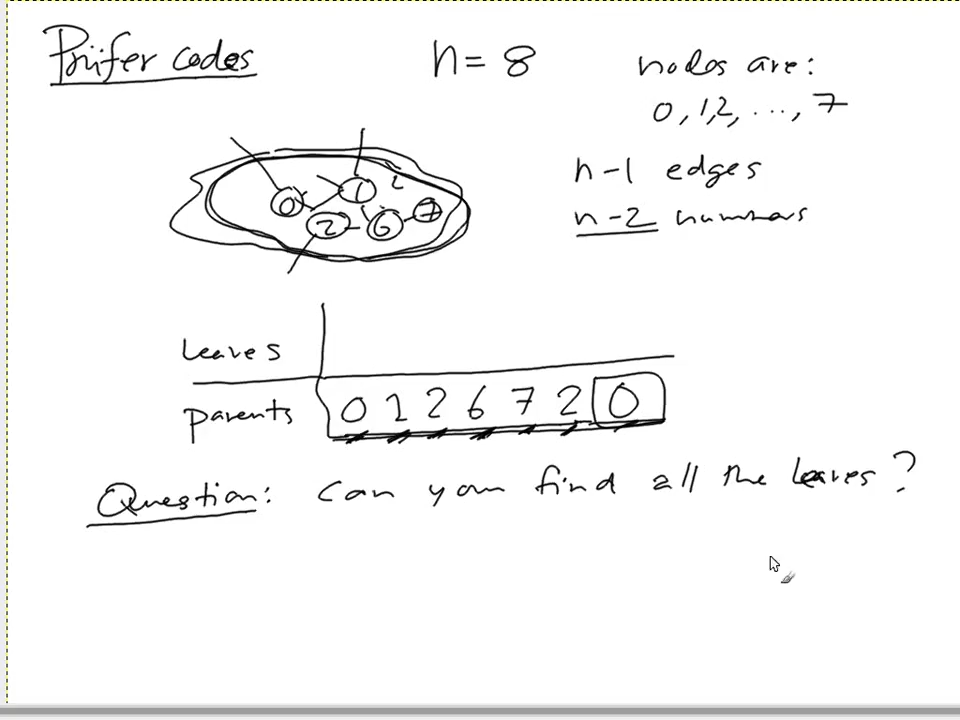 Prüfer codes n = 8 nodes are:
0, 1, 2, ..., 7
n-1 edges
n-2 numbers
0 1 2 6 7
leaves
parents 0 1 2 6 7 2 0
Question: Can you find all the leaves?